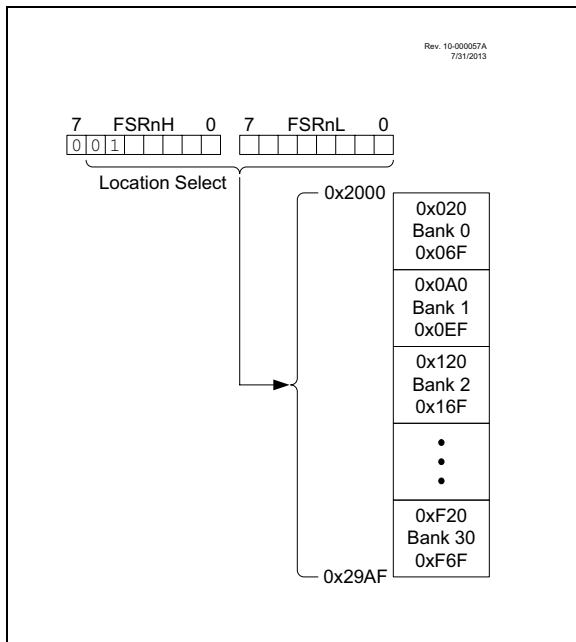 Rev. 10-000057A
7/31/2013
7 FSRnH 0 7 FSRnL 0
0 0 1
Location Select
0x2000
0x020
Bank 0
0x06F
0x0A0
Bank 1
0x0EF
0x120
Bank 2
0x16F
0xF20
Bank 30
0xF6F
0x29AF